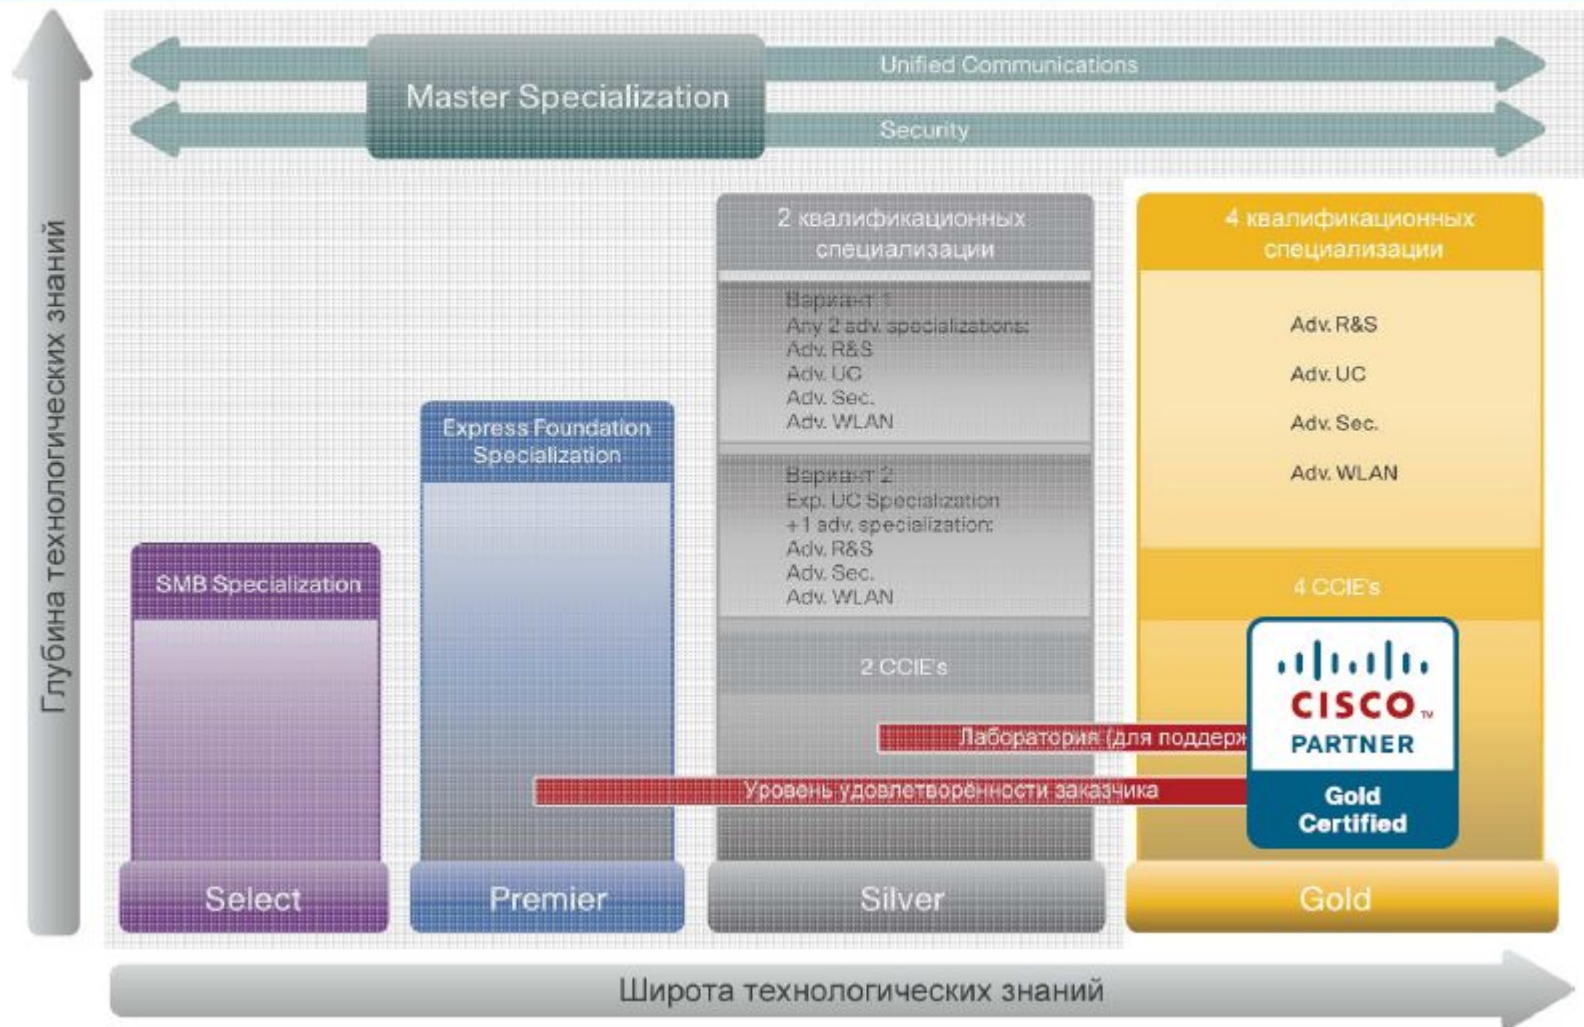 Unified Communications
Master Specialization
Security
Глубина технологических знаний
2 квалификационных
специализации
4 квалификационных
специализации
Вариант 1
Any 2 adv. specializations:
Adv. R&S
Adv. UC
Adv. Sec.
Adv. WLAN
Adv. R&S
Adv. UC
Adv. Sec.
Adv. WLAN
Express Foundation
Specialization
Вариант 2
Exp. UC Specialization
+1 adv. specialization:
Adv. R&S
Adv. Sec.
Adv. WLAN
SMB Specialization
4 CCIE's
2 CCIE's
Лаборатория (для поддерж
Уровень удовлетворённости заказчика
CISCO™
PARTNER
Gold
Certified
Select
Premier
Silver
Gold
Широта технологических знаний